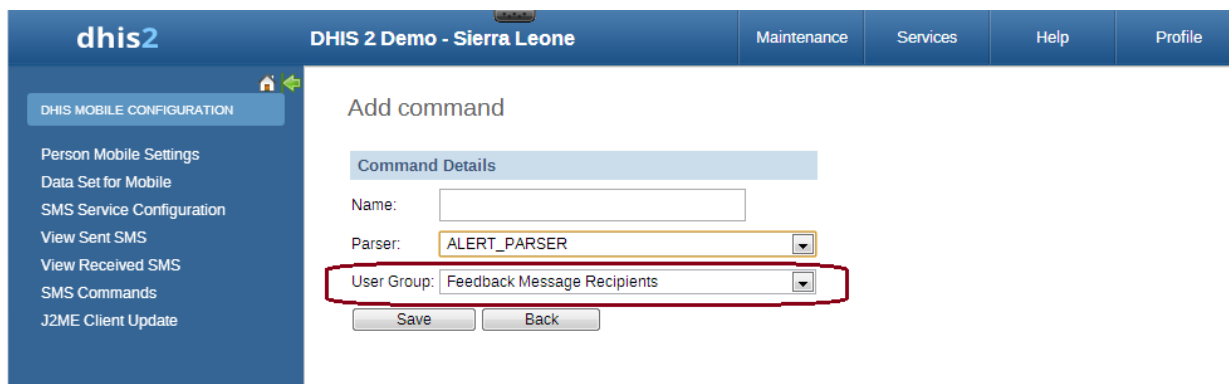 dhis2
DHIS 2 Demo - Sierra Leone
Maintenance
Services
Help
Profile
DHIS MOBILE CONFIGURATION
Person Mobile Settings
Data Set for Mobile
SMS Service Configuration
View Sent SMS
View Received SMS
SMS Commands
J2ME Client Update
Add command
Command Details
Name:
Parser: ALERT_PARSER
User Group: Feedback Message Recipients
Save Back